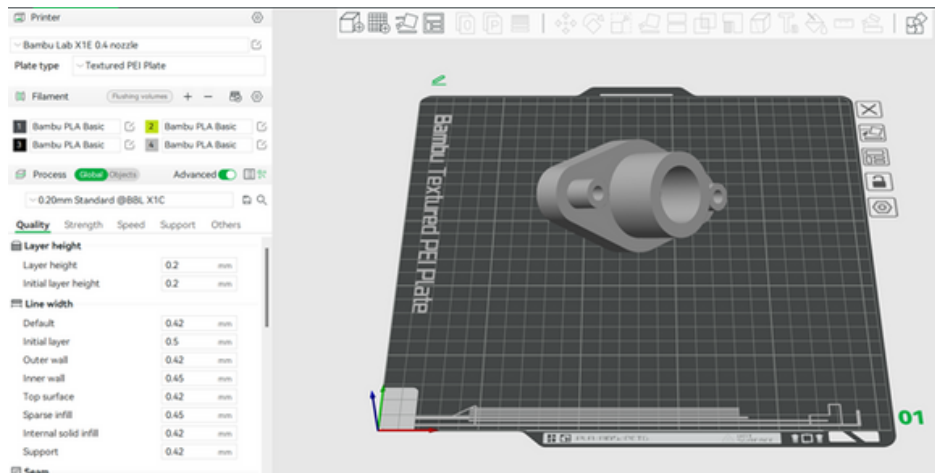 Printer
Bambu Lab X1E 0.4 nozzle
Plate type Textured PEI Plate
Filament Flushing volumes
1 Bambu PLA Basic 2 Bambu PLA Basic
3 Bambu PLA Basic 4 Bambu PLA Basic
Process Global Objects Advanced
0.20mm Standard @BBL X1C
Quality Strength Speed Support Others
Layer height
Layer height 0.2 mm
Initial layer height 0.2 mm
Line width
Default 0.42 mm
Initial layer 0.5 mm
Outer wall 0.42 mm
Inner wall 0.45 mm
Top surface 0.42 mm
Sparse infill 0.45 mm
Internal solid infill 0.42 mm
Support 0.42 mm
Seam
Bambu Textured PEI Plate
01